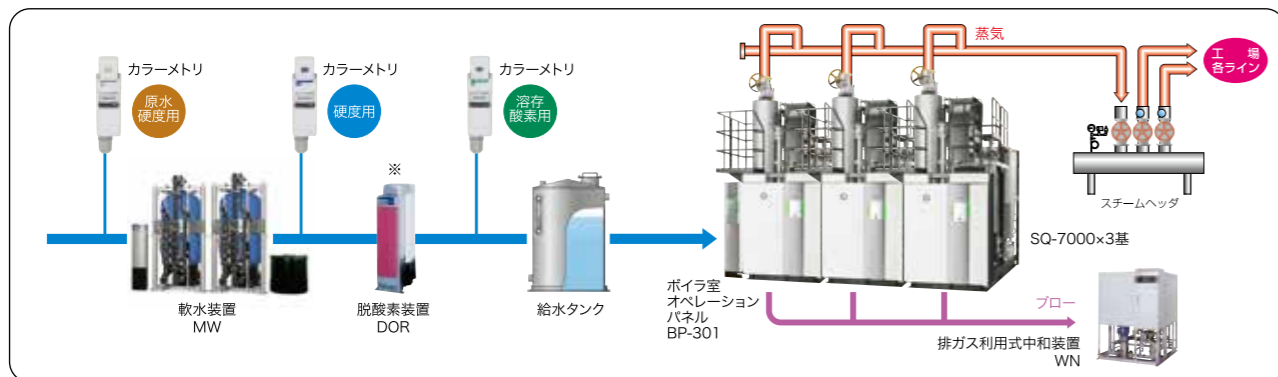 カラーメトリ
原水
硬度用
カラーメトリ
硬度用
カラーメトリ
溶存
酸素用
※
蒸気
工場
各ライン
スチームヘッダ
SQ-7000×3基
軟水装置
MW
脱酸素装置
DOR
給水タンク
ボイラ室
オペレーション
パネル
BP-301
ブロー
排ガス利用式中和装置
WN